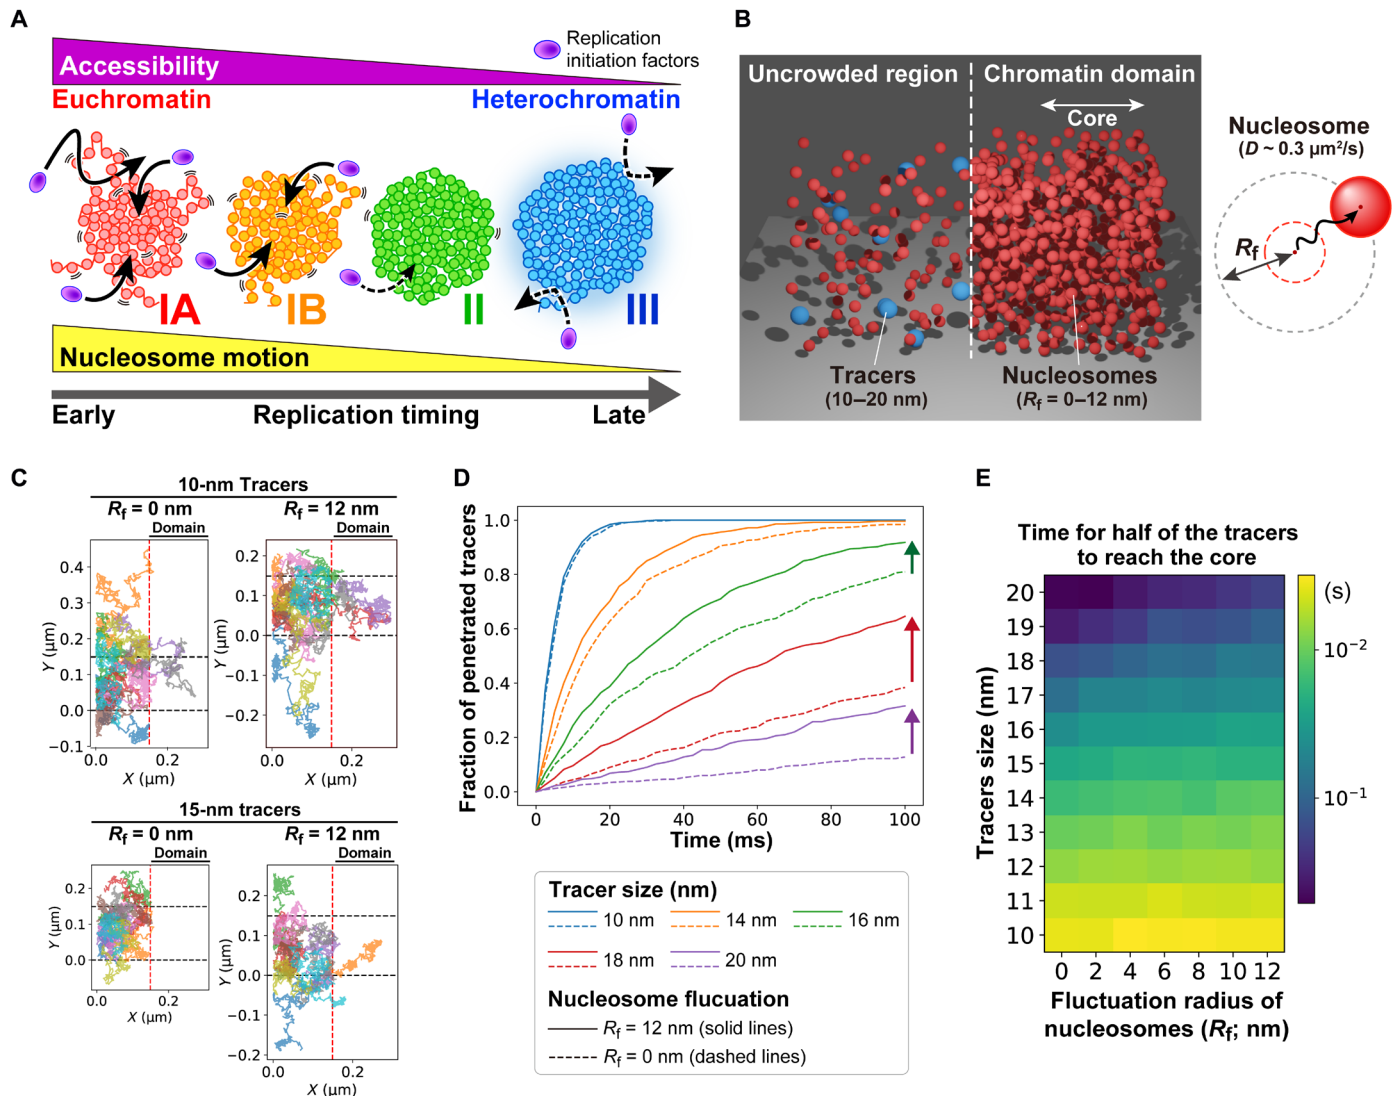 A
Replication
initiation factors
Accessibility
Euchromatin
Heterochromatin
IA
IB
II
III
Nucleosome motion
Early
Replication timing
Late
B
Uncrowded region
Chromatin domain
Core
Tracers
(10–20 nm)
Nucleosomes
(Rf = 0–12 nm)
Nucleosome
(D ~ 0.3 µm²/s)
Rf
C
10-nm Tracers
Rf = 0 nm
Rf = 12 nm
Domain
Domain
Y (µm)
0.4
0.3
0.2
0.1
0.0
−0.1
0.0
0.2
X (µm)
Y (µm)
0.2
0.1
0.0
−0.1
−0.2
0.0
0.2
X (µm)
15-nm tracers
Rf = 0 nm
Rf = 12 nm
Domain
Domain
Y (µm)
0.2
0.1
0.0
0.0
0.2
X (µm)
Y (µm)
0.2
0.1
0.0
−0.1
−0.2
0.0
0.2
X (µm)
D
Fraction of penetrated tracers
1.0
0.8
0.6
0.4
0.2
0.0
0
20
40
60
80
100
Time (ms)
Tracer size (nm)
10 nm
14 nm
16 nm
18 nm
20 nm
Nucleosome flucuation
Rf = 12 nm (solid lines)
Rf = 0 nm (dashed lines)
E
Time for half of the tracers
to reach the core
Tracers size (nm)
20
19
18
17
16
15
14
13
12
11
10
0
2
4
6
8
10
12
Fluctuation radius of
nucleosomes (Rf; nm)
(s)
10⁻²
10⁻¹